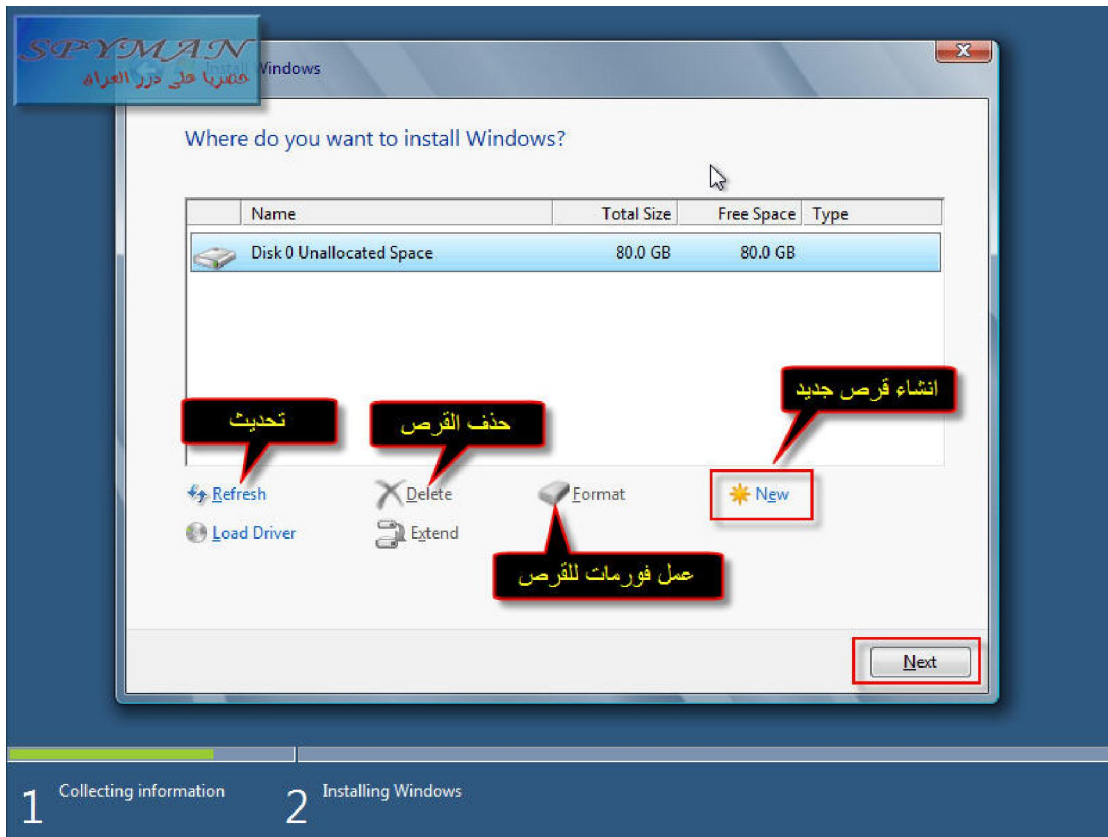 SPYMAN
حصريا على درر العراق
Install Windows
Where do you want to install Windows?
Name Total Size Free Space Type
Disk 0 Unallocated Space 80.0 GB 80.0 GB
انشاء قرص جديد
تحديث
حذف القرص
Refresh Delete Format New
Load Driver Extend
عمل فورمات للقرص
Next
1 Collecting information 2 Installing Windows